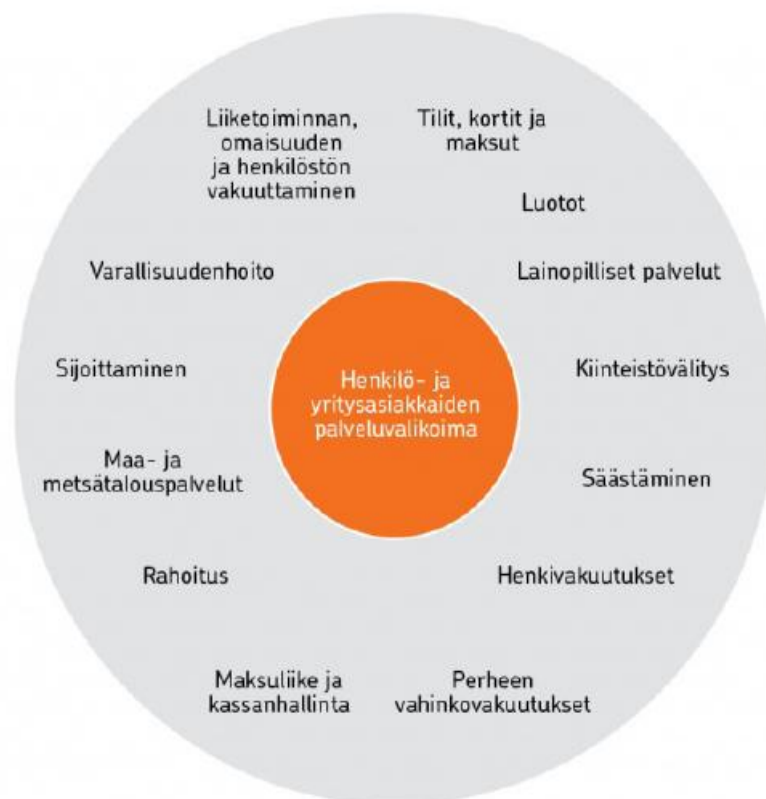 Liiketoiminnan,
omaisuuden
ja henkilöstön
vakuuttaminen
Tilit, kortit ja
maksut
Luotot
Lainopilliset palvelut
Kiinteistövälitys
Säästäminen
Henkivakuutukset
Perheen
vahinkovakuutukset
Maksuliike ja
kassanhallinta
Rahoitus
Maa- ja
metsätalouspalvelut
Sijoittaminen
Varallisuudenhoito
Henkilö- ja
yritysasiakkaiden
palveluvalikoima